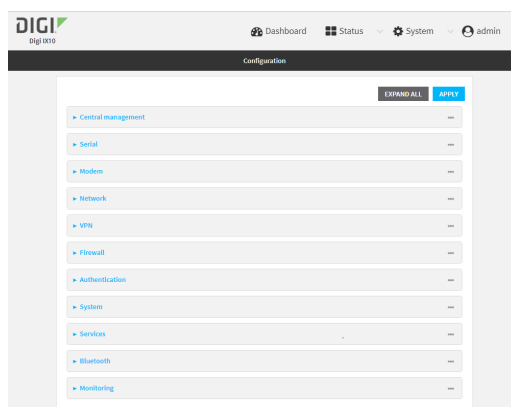 DIGI
Digi IX10
Dashboard Status System admin
Configuration
EXPAND ALL APPLY
Central management
Serial
Modem
Network
VPN
Firewall
Authentication
System
Services
Bluetooth
Monitoring